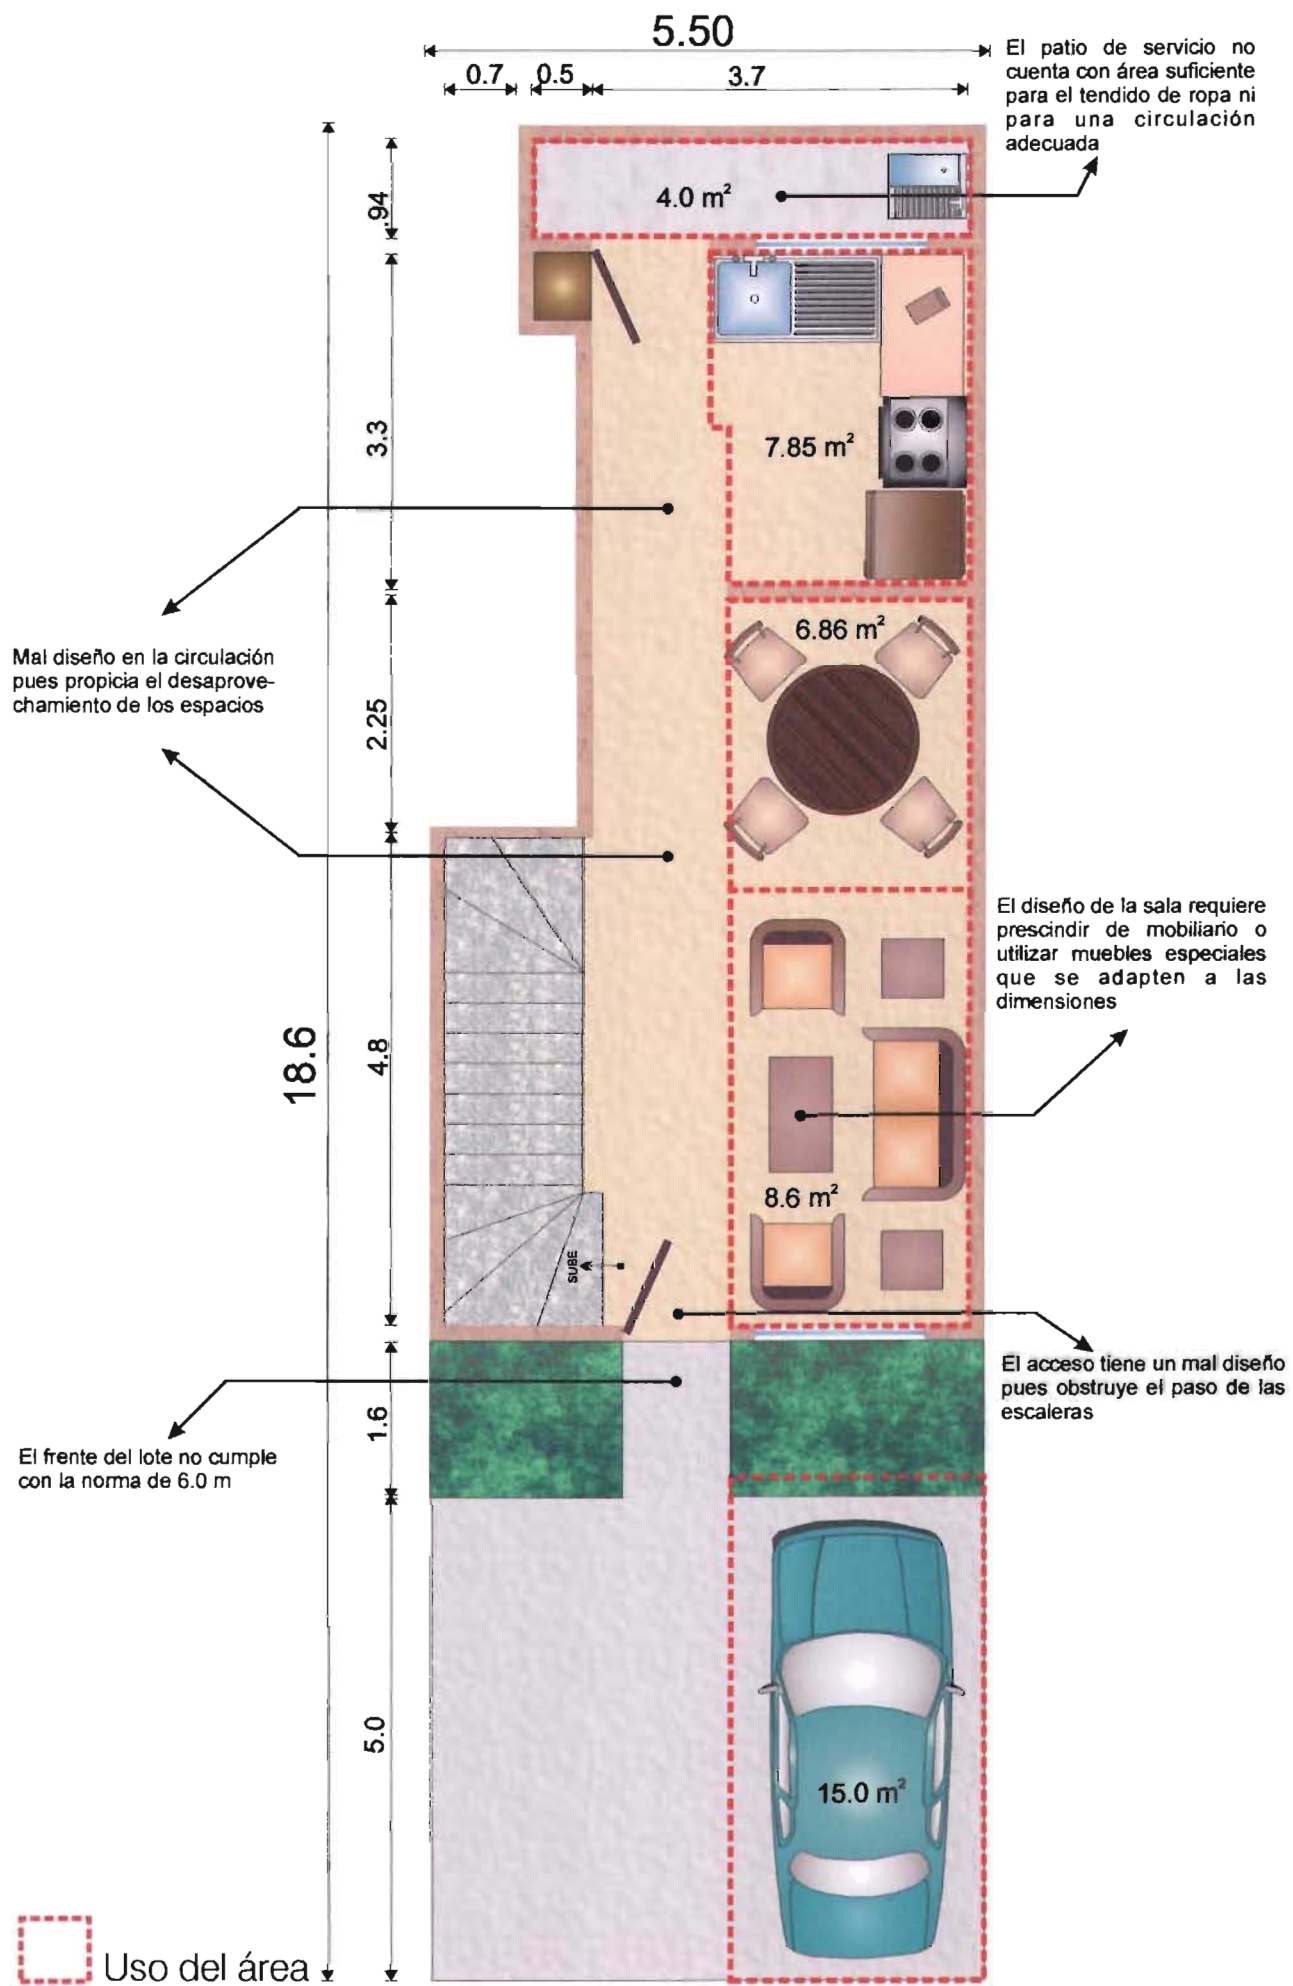 5.50
0.7 0.5 3.7
El patio de servicio no
cuenta con área suficiente
para el tendido de ropa ni
para una circulación
adecuada
.94
4.0 m²
3.3
7.85 m²
Mal diseño en la circulación
pues propicia el desaprove-
chamiento de los espacios
2.25
6.86 m²
El diseño de la sala requiere
prescindir de mobiliario o
utilizar muebles especiales
que se adapten a las
dimensiones
18.6
4.8
8.6 m²
SUBE
El acceso tiene un mal diseño
pues obstruye el paso de las
escaleras
1.6
El frente del lote no cumple
con la norma de 6.0 m
5.0
15.0 m²
Uso del área